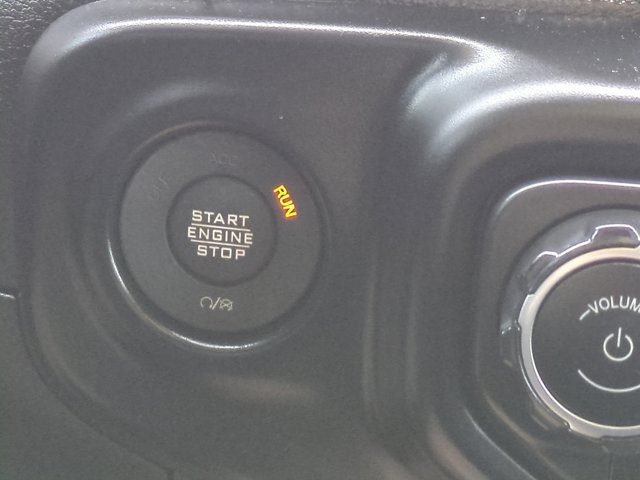 ACC
RUN
START
ENGINE
STOP
VOLUM